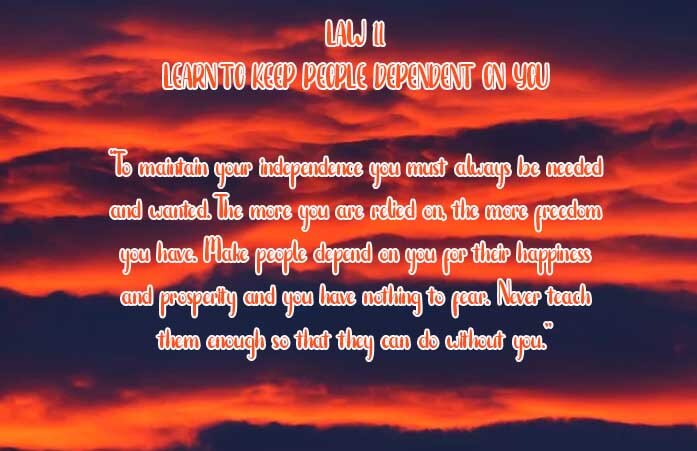 LAW 11
LEARN TO KEEP PEOPLE DEPENDENT ON YOU
"To maintain your independence you must always be needed
and wanted. The more you are relied on, the more freedom
you have. Make people depend on you for their happiness
and prosperity and you have nothing to fear. Never teach
them enough so that they can do without you."